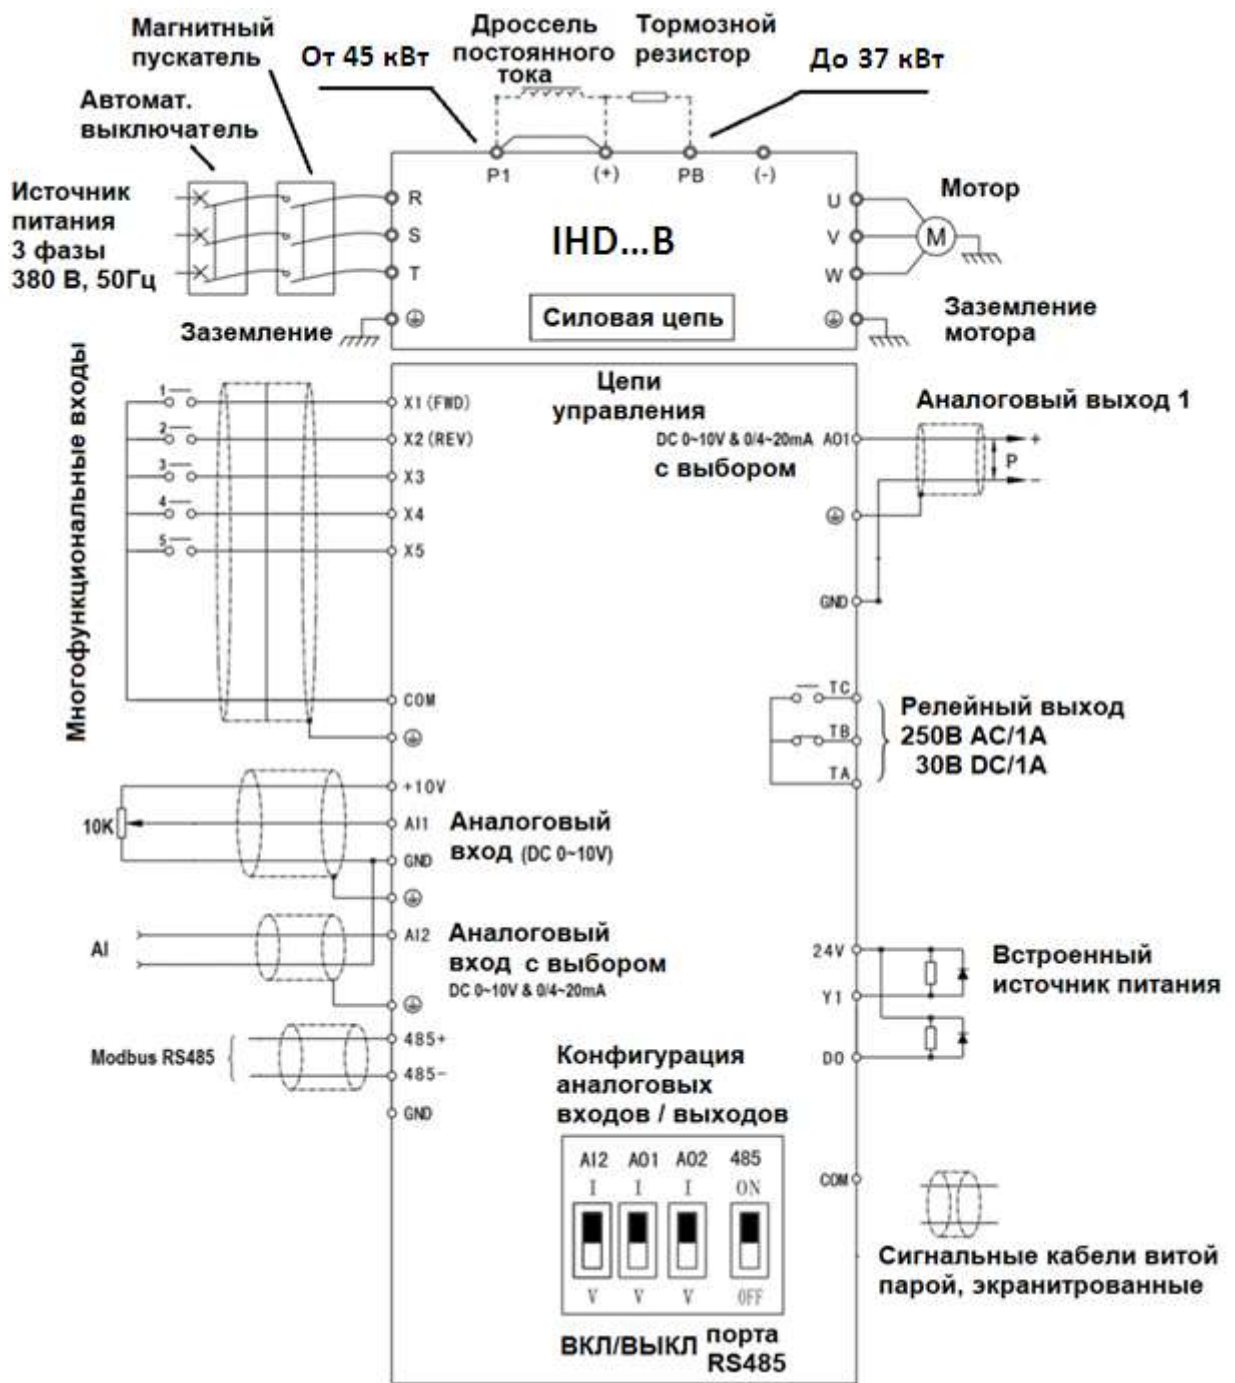 Магнитный
пускатель
От 45 кВт
Дроссель
постоянного
тока
Тормозной
резистор
До 37 кВт
Автомат.
выключатель
Источник
питания
3 фазы
380 В, 50Гц
P1
(+)
PB
(-)
R
S
T
IHD...B
Силовая цепь
U
V
W
M
Мотор
Заземление
Заземление
мотора
Многофункциональные входы
1
2
3
4
5
X1(FWD)
X2(REV)
X3
X4
X5
COM
Цепи
управления
DC 0~10V & 0/4~20mA AO1
с выбором
Аналоговый выход 1
+
P
−
GND
TC
TB
TA
Релейный выход
250В AC/1A
30В DC/1A
10K
+10V
AI1
GND
Аналоговый
вход (DC 0~10V)
AI
AI2
Аналоговый
вход с выбором
DC 0~10V & 0/4~20mA
Modbus RS485
485+
485−
GND
24V
Y1
DO
Встроенный
источник питания
COM
Сигнальные кабели витой
парой, экранитрованные
Конфигурация
аналоговых
входов / выходов
AI2 AO1 AO2 485
I I I ON
V V V OFF
ВКЛ/ВЫКЛ порта
RS485